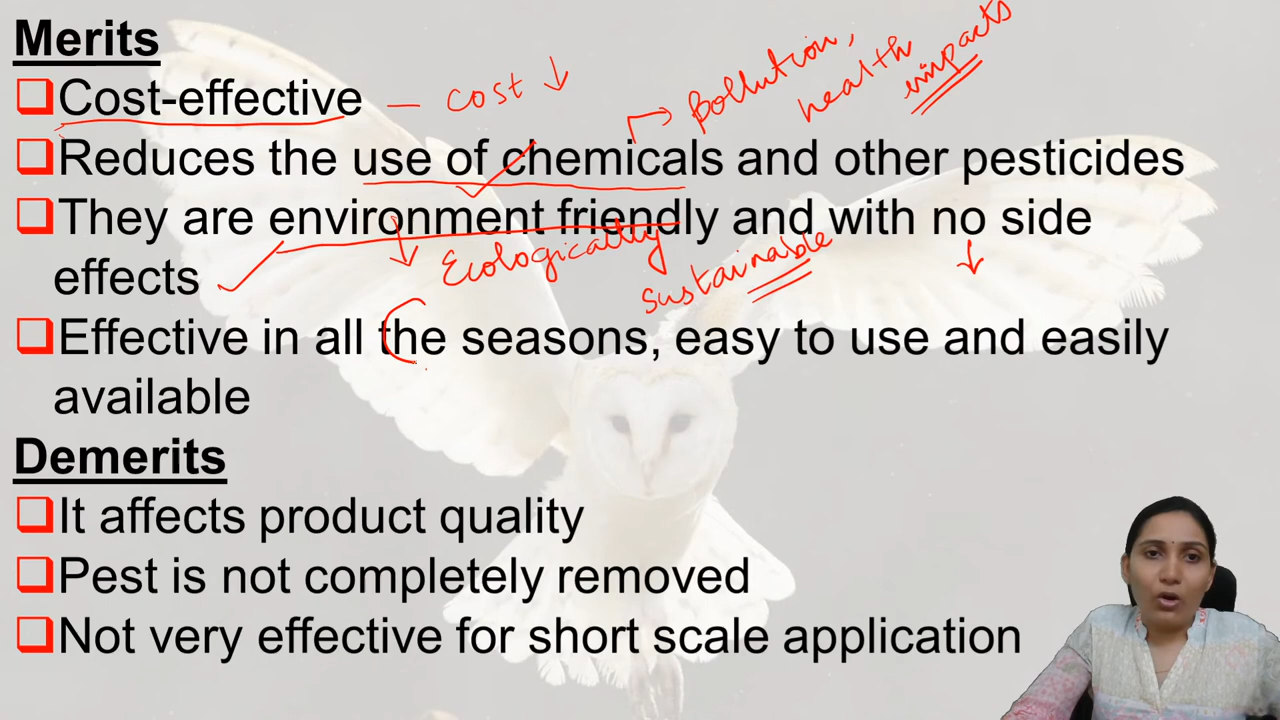 Merits
Cost-effective – Cost ↓
Pollution,
health
impacts
Reduces the use of chemicals and other pesticides
They are environment friendly and with no side
effects
Ecologically
Sustainable
Effective in all the seasons, easy to use and easily
available
Demerits
It affects product quality
Pest is not completely removed
Not very effective for short scale application